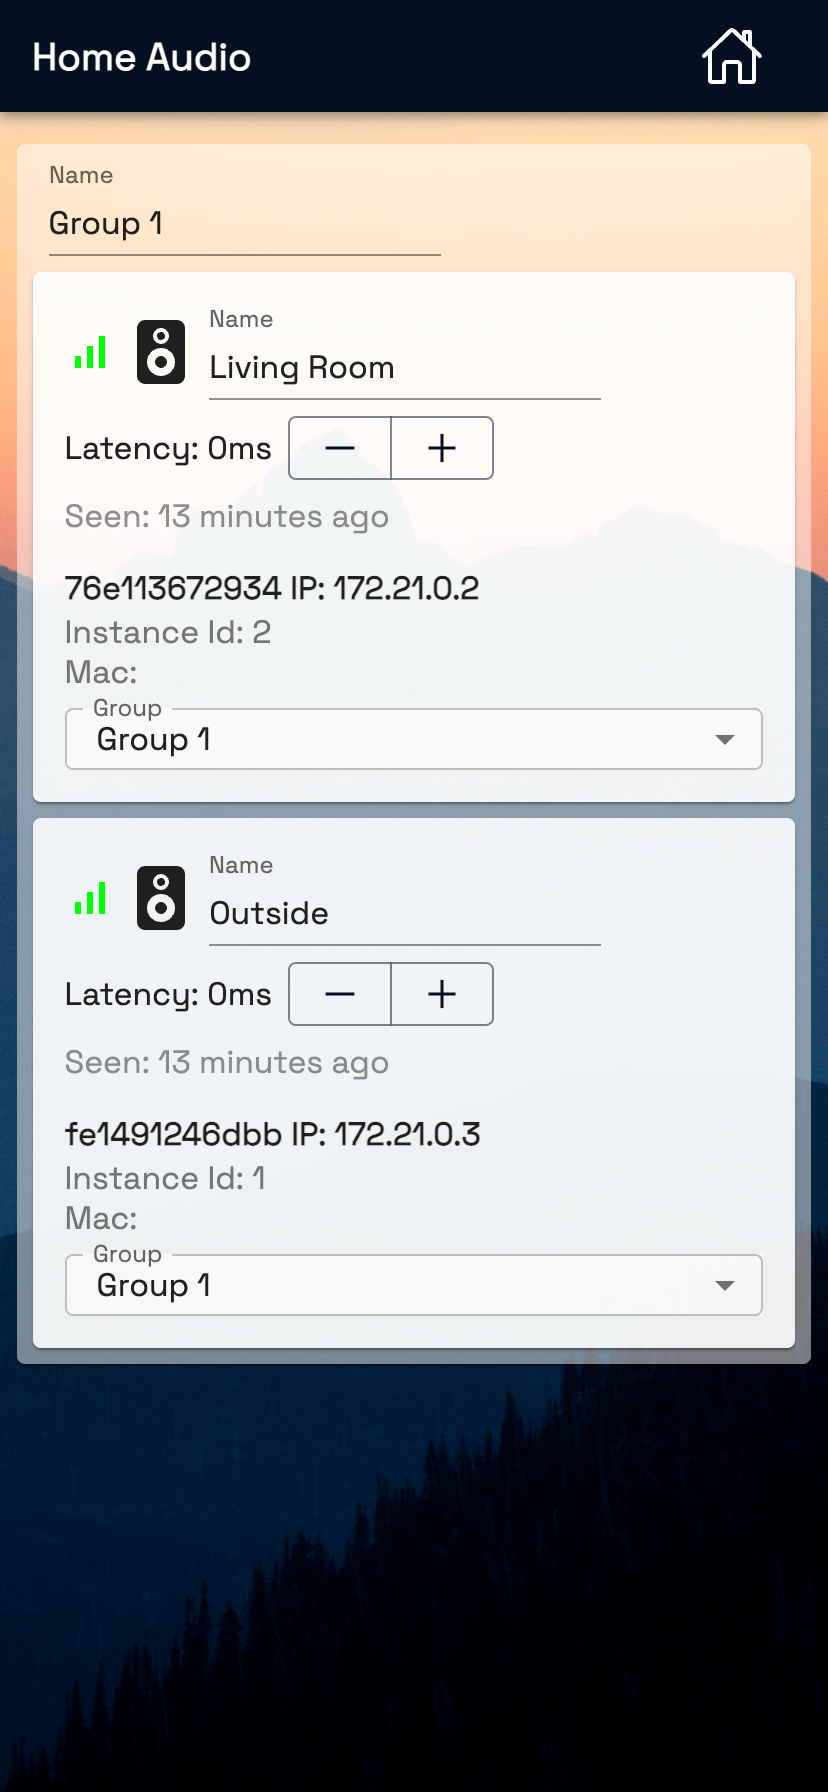 Home Audio
Name
Group 1
Name
Living Room
Latency: 0ms
Seen: 13 minutes ago
76e113672934 IP: 172.21.0.2
Instance Id: 2
Mac:
Group
Group 1
Name
Outside
Latency: 0ms
Seen: 13 minutes ago
fe1491246dbb IP: 172.21.0.3
Instance Id: 1
Mac:
Group
Group 1